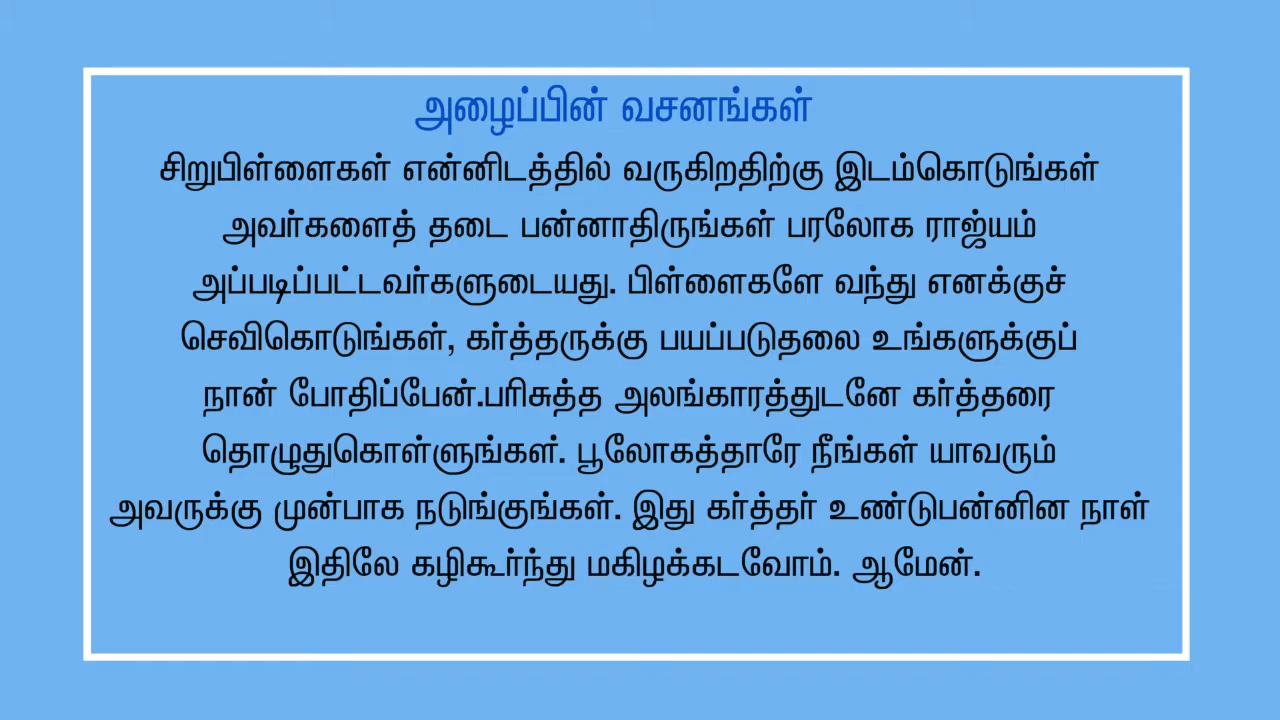 அழைப்பின் வசனங்கள்
சிறுபிள்ளைகள் என்னிடத்தில் வருகிறதிற்கு இடம்கொடுங்கள்
அவர்களைத் தடை பன்னாதிருங்கள் பரலோக ராஜ்யம்
அப்படிப்பட்டவர்களுடையது. பிள்ளைகளே வந்து எனக்குச்
செவிகொடுங்கள், கர்த்தருக்கு பயப்படுதலை உங்களுக்குப்
நான் போதிப்பேன்.பரிசுத்த அலங்காரத்துடனே கர்த்தரை
தொழுதுகொள்ளுங்கள். பூலோகத்தாரே நீங்கள் யாவரும்
அவருக்கு முன்பாக நடுங்குங்கள். இது கர்த்தர் உண்டுபன்னின நாள்
இதிலே கழிகூர்ந்து மகிழக்கடவோம். ஆமேன்.